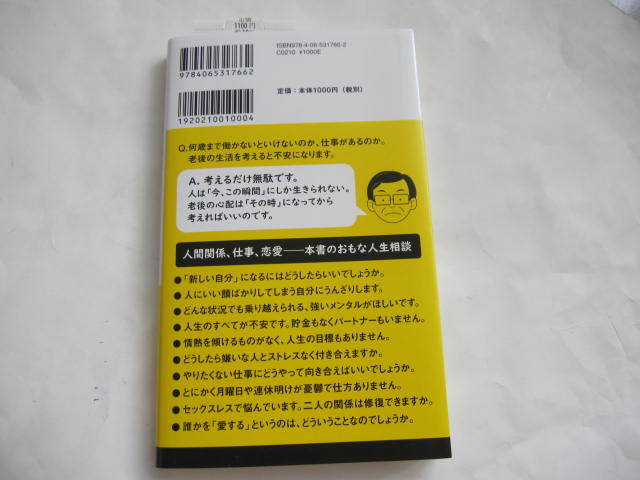 定価
1100円
9784065317662
1920210010004
ISBN978-4-06-531766-2
C0210 ¥1000E
定価：本体1000円（税別）
Q.何歳まで働かないといけないのか、仕事があるのか。
老後の生活を考えると不安になります。
A. 考えるだけ無駄です。
人は「今、この瞬間」にしか生きられない。
老後の心配は「その時」になってから
考えればいいのです。
人間関係、仕事、恋愛——本書のおもな人生相談
●「新しい自分」になるにはどうしたらいいでしょうか。
●人にいい顔ばかりしてしまう自分にうんざりします。
●どんな状況でも乗り越えられる、強いメンタルがほしいです。
●人生のすべてが不安です。貯金もなくパートナーもいません。
●情熱を傾けるものがなく、人生の目標もありません。
●どうしたら嫌いな人とストレスなく付き合えますか。
●やりたくない仕事にどうやって向き合えばいいでしょうか。
●とにかく月曜日や連休明けが憂鬱で仕方ありません。
●セックスレスで悩んでいます。二人の関係は修復できますか。
●誰かを「愛する」というのは、どういうことなのでしょうか。